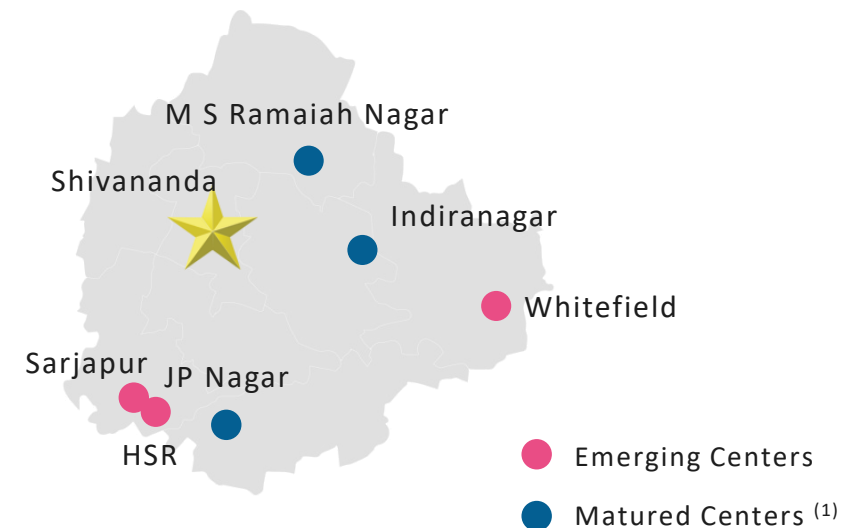 M S Ramaiah Nagar
Shivananda
Indiranagar
Whitefield
Sarjapur
JP Nagar
HSR
Emerging Centers
Matured Centers (1)